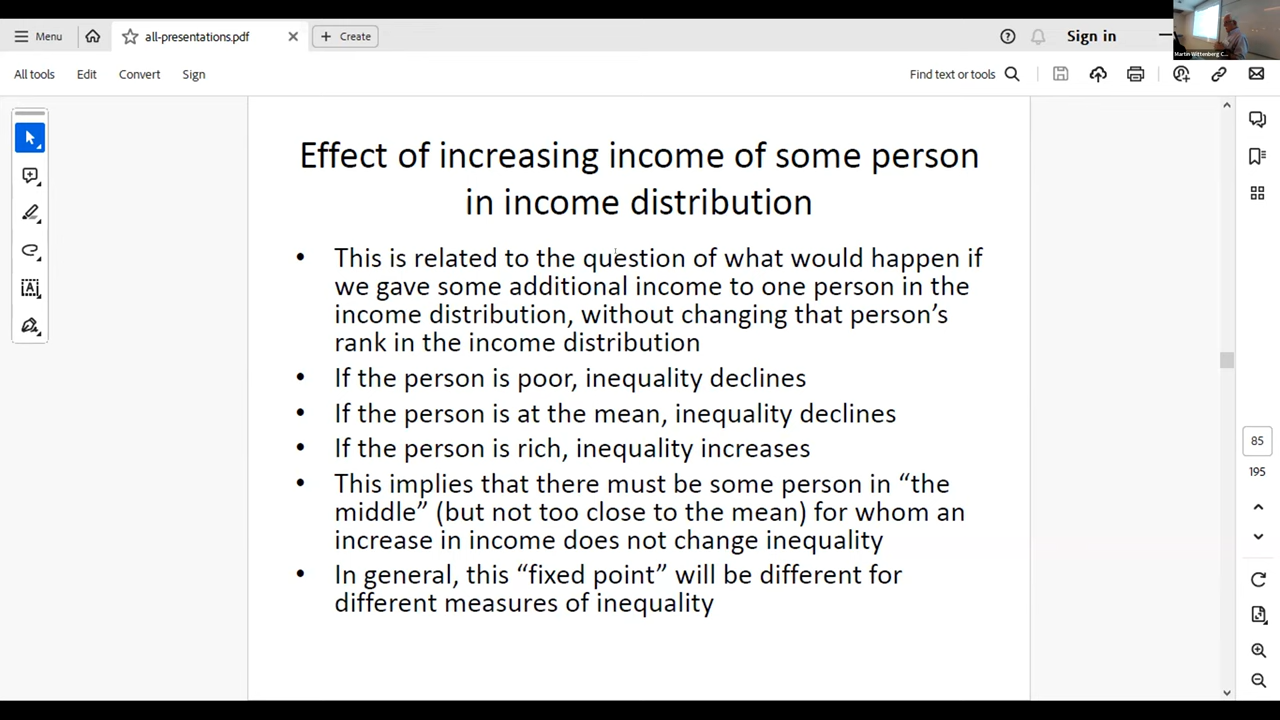 Menu
all-presentations.pdf
Create
Sign in
Martin Wittenberg C...
All tools
Edit
Convert
Sign
Find text or tools
Effect of increasing income of some person
in income distribution
• This is related to the question of what would happen if
we gave some additional income to one person in the
income distribution, without changing that person’s
rank in the income distribution
• If the person is poor, inequality declines
• If the person is at the mean, inequality declines
• If the person is rich, inequality increases
• This implies that there must be some person in “the
middle” (but not too close to the mean) for whom an
increase in income does not change inequality
• In general, this “fixed point” will be different for
different measures of inequality
85
195